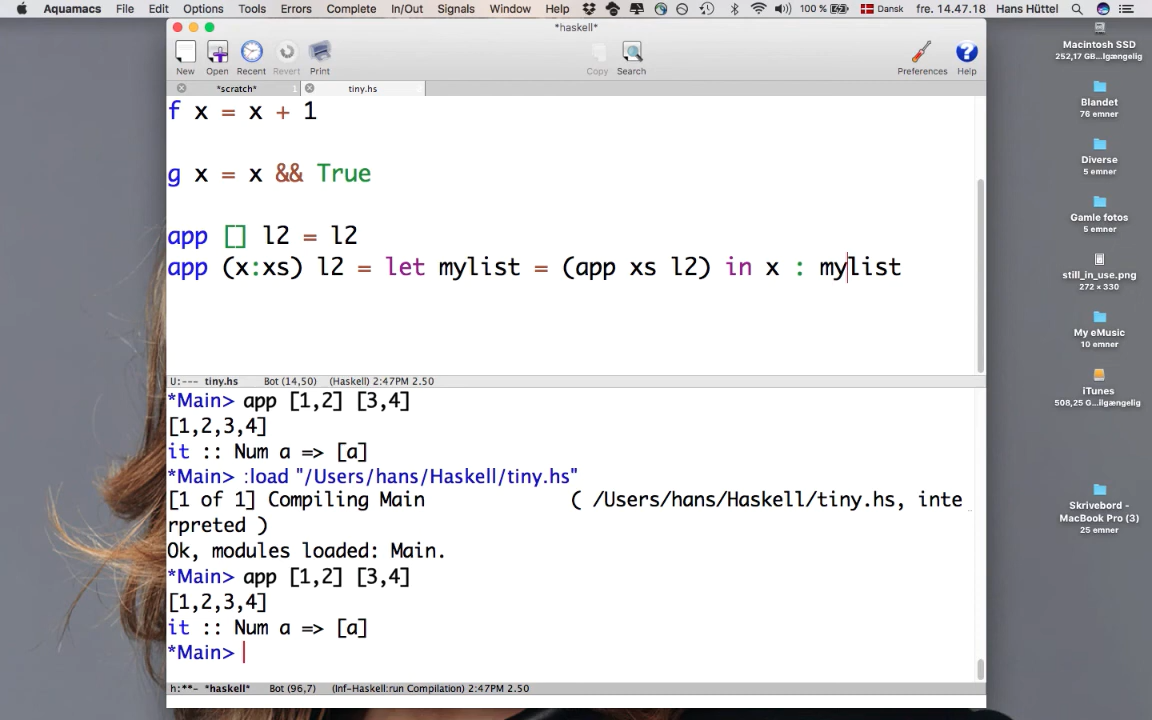 Aquamacs File Edit Options Tools Errors Complete In/Out Signals Window Help 100 % Dansk fre. 14.47.18 Hans Hüttel
*haskell*
New Open Recent Revert Print Copy Search Preferences Help
*scratch* tiny.hs
f x = x + 1
g x = x && True
app [] l2 = l2
app (x:xs) l2 = let mylist = (app xs l2) in x : mylist
U:--- tiny.hs Bot (14,50) (Haskell) 2:47PM 2.50
*Main> app [1,2] [3,4]
[1,2,3,4]
it :: Num a => [a]
*Main> :load "/Users/hans/Haskell/tiny.hs"
[1 of 1] Compiling Main ( /Users/hans/Haskell/tiny.hs, inte
rpreted )
Ok, modules loaded: Main.
*Main> app [1,2] [3,4]
[1,2,3,4]
it :: Num a => [a]
*Main>
h:**- *haskell* Bot (96,7) (Inf-Haskell:run Compilation) 2:47PM 2.50
Macintosh SSD
252,17 GB...lgængelig
Blandet
76 emner
Diverse
5 emner
Gamle fotos
5 emner
still_in_use.png
272 × 330
My eMusic
10 emner
iTunes
508,25 G...ilgængelig
Skrivebord -
MacBook Pro (3)
25 emner